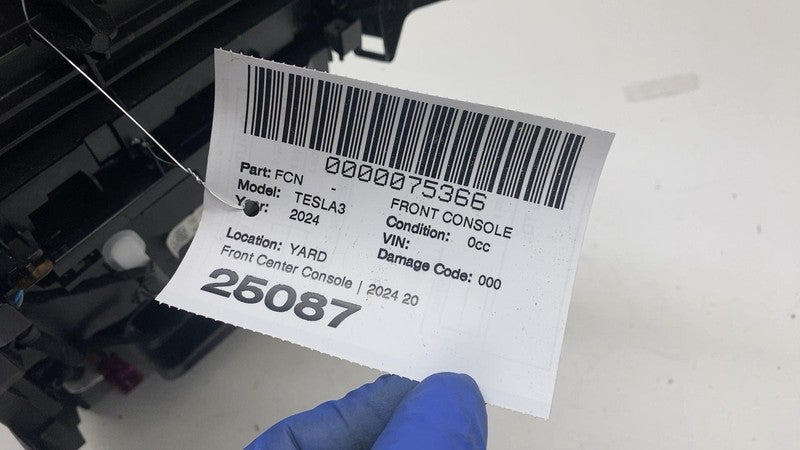 0000075366
Part: FCN - FRONT CONSOLE
Model: TESLA3 Condition: 0cc
Year: 2024 VIN:
Location: YARD Damage Code: 000
Front Center Console | 2024 20
25087